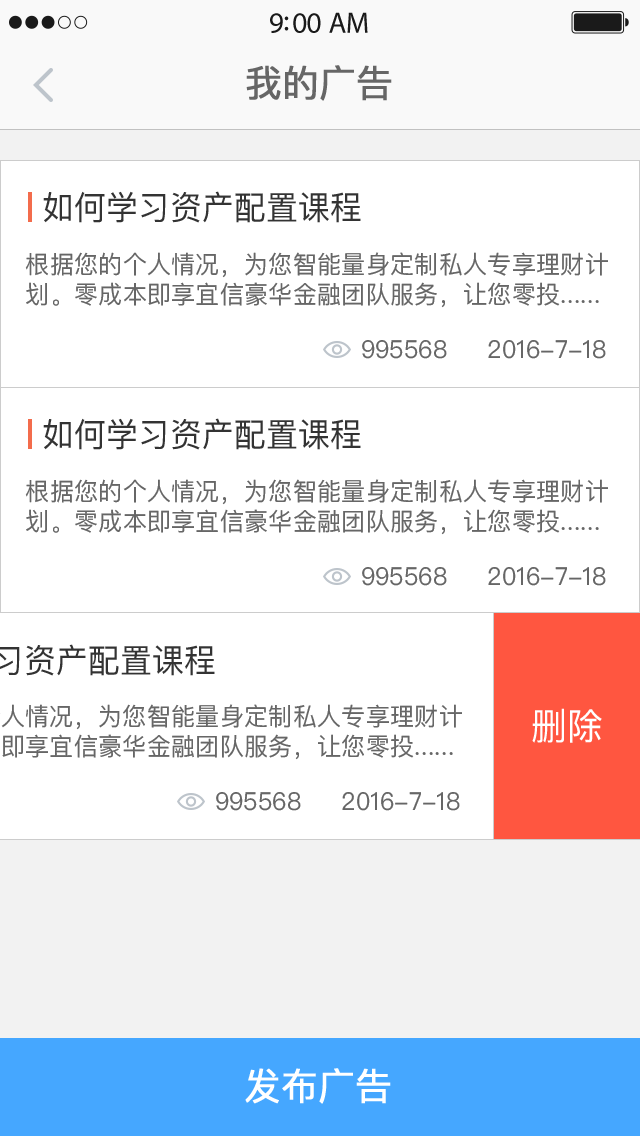 9:00 AM
我的广告
如何学习资产配置课程
根据您的个人情况，为您智能量身定制私人专享理财计
划。零成本即享宜信豪华金融团队服务，让您零投……
995568 2016-7-18
如何学习资产配置课程
根据您的个人情况，为您智能量身定制私人专享理财计
划。零成本即享宜信豪华金融团队服务，让您零投……
995568 2016-7-18
习资产配置课程
人情况，为您智能量身定制私人专享理财计
即享宜信豪华金融团队服务，让您零投……
删除
995568 2016-7-18
发布广告